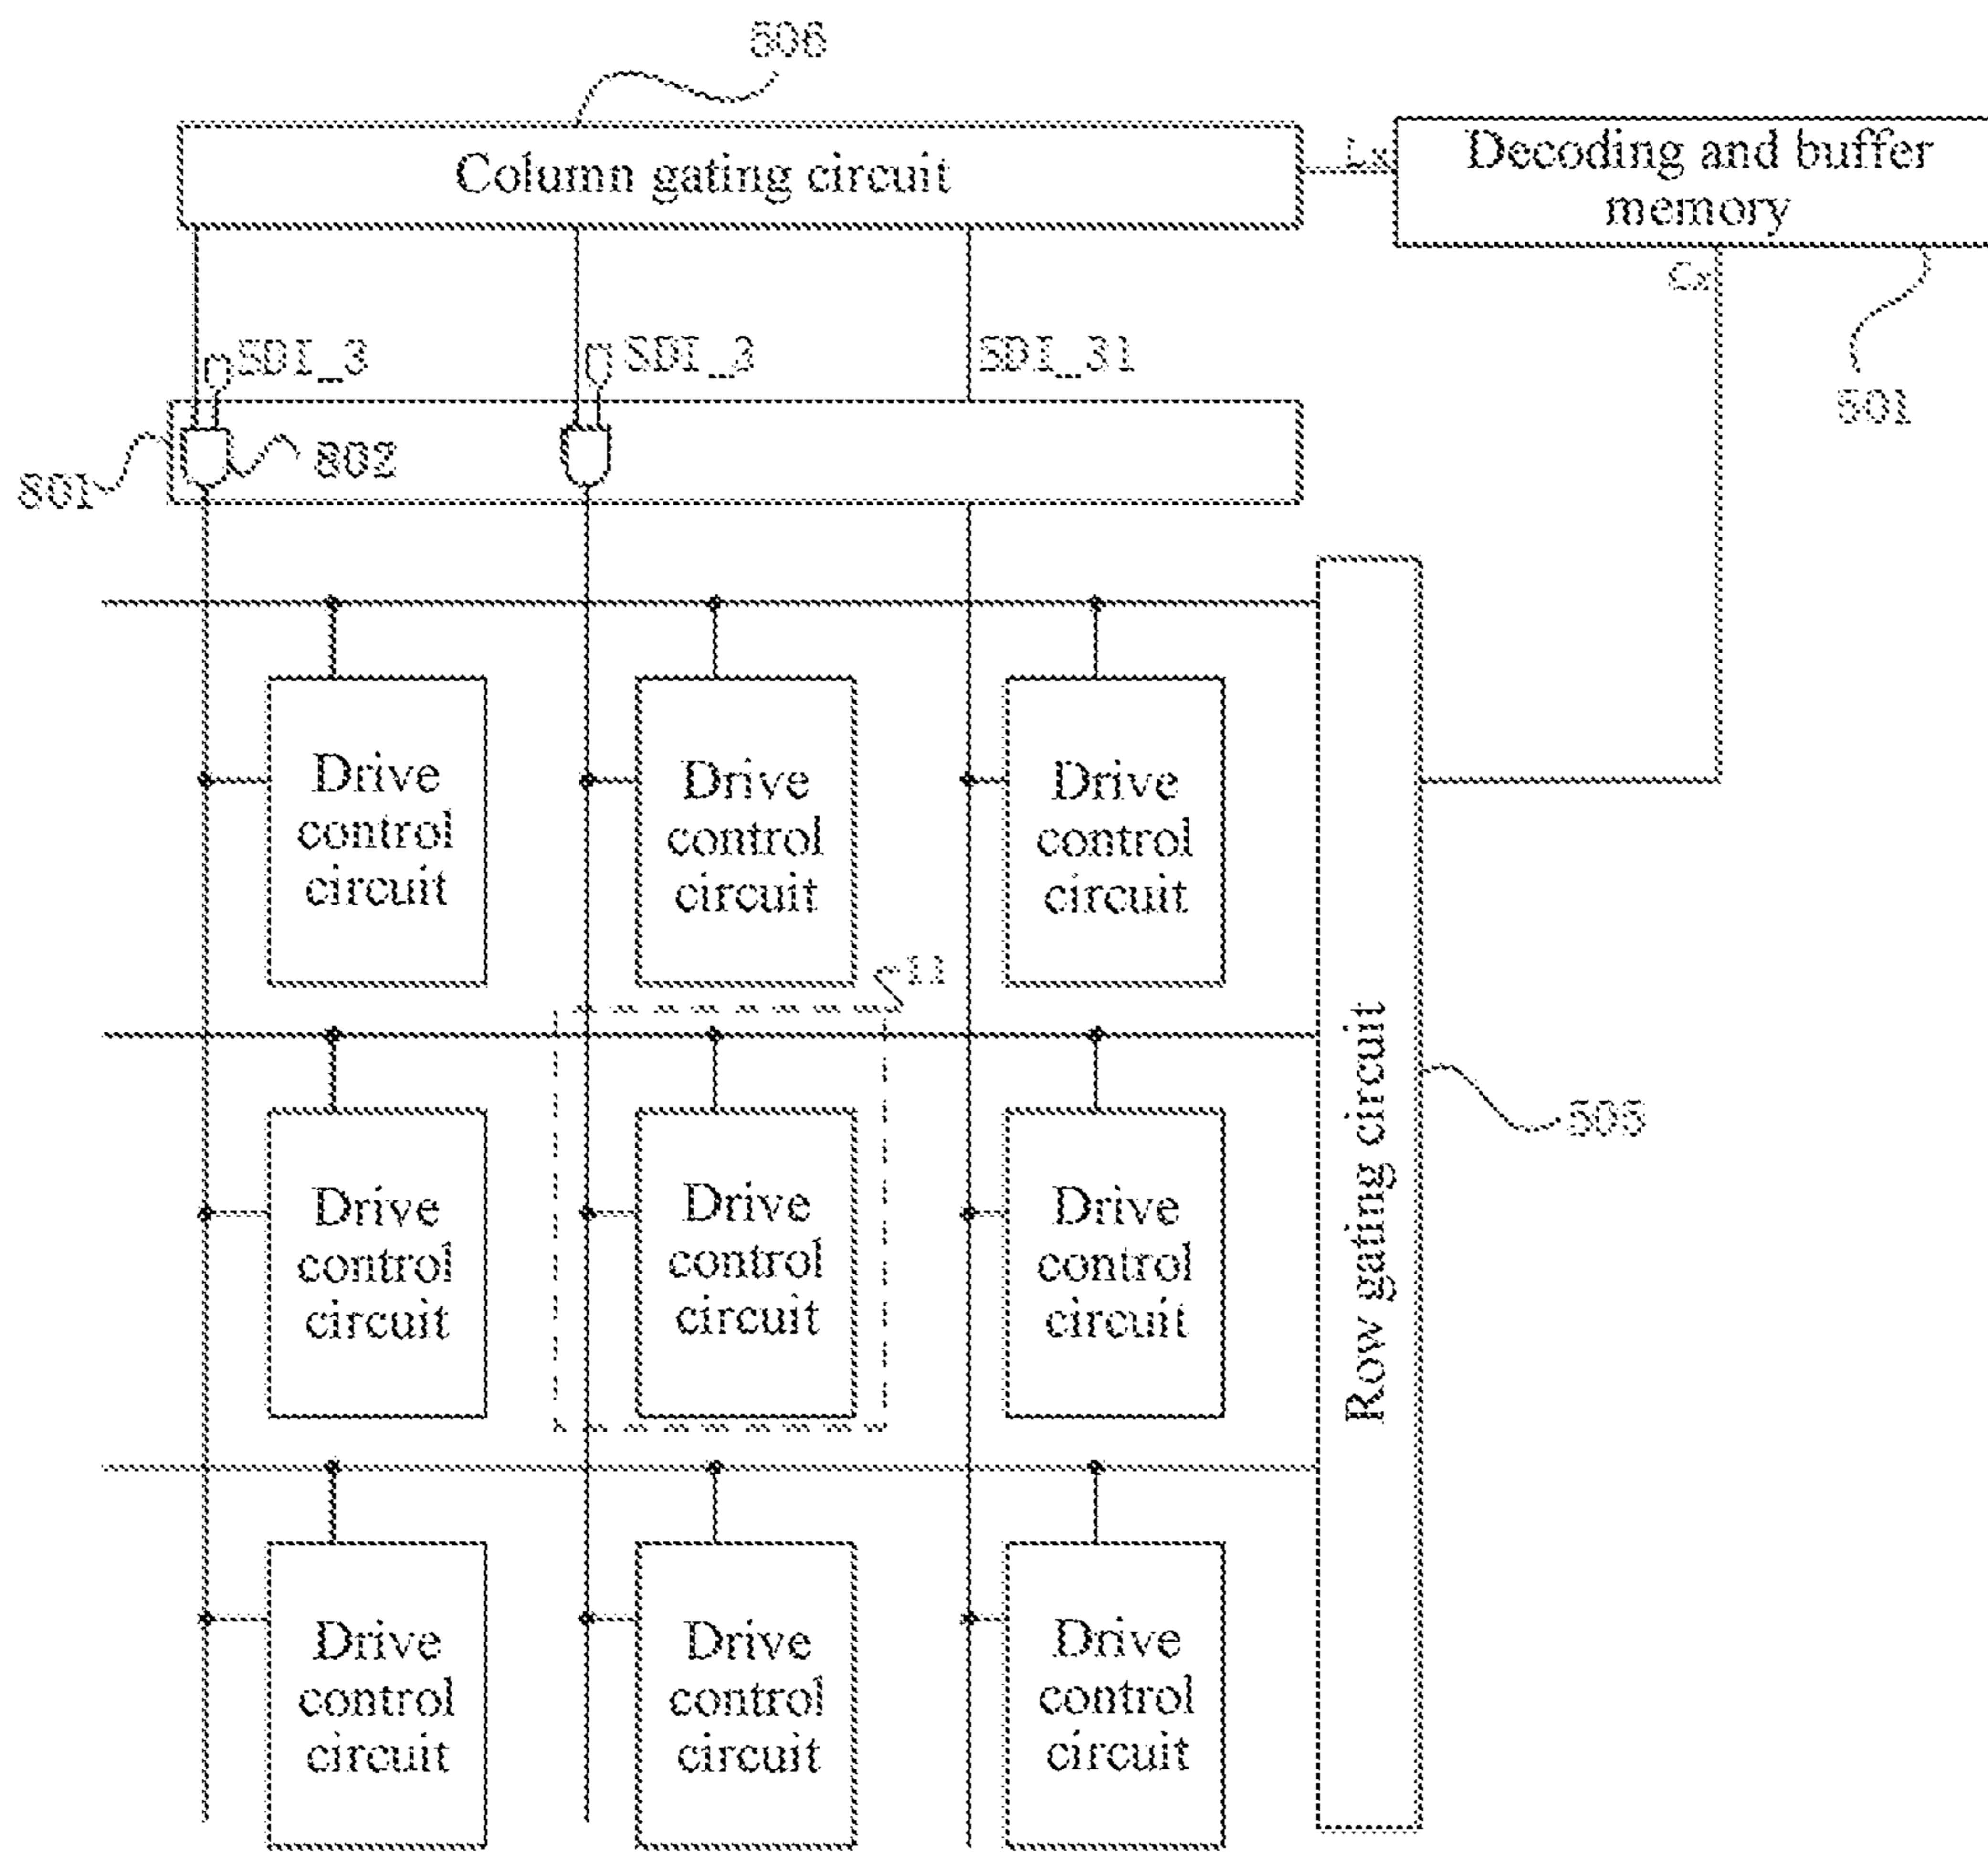 506
Column gating circuit
Lx
Decoding and buffer
memory
Cx
SDI_3
SDI_2
SDI_31
501
801
802
Drive
control
circuit
Drive
control
circuit
Drive
control
circuit
11
Drive
control
circuit
Drive
control
circuit
Drive
control
circuit
Row gating circuit
505
Drive
control
circuit
Drive
control
circuit
Drive
control
circuit